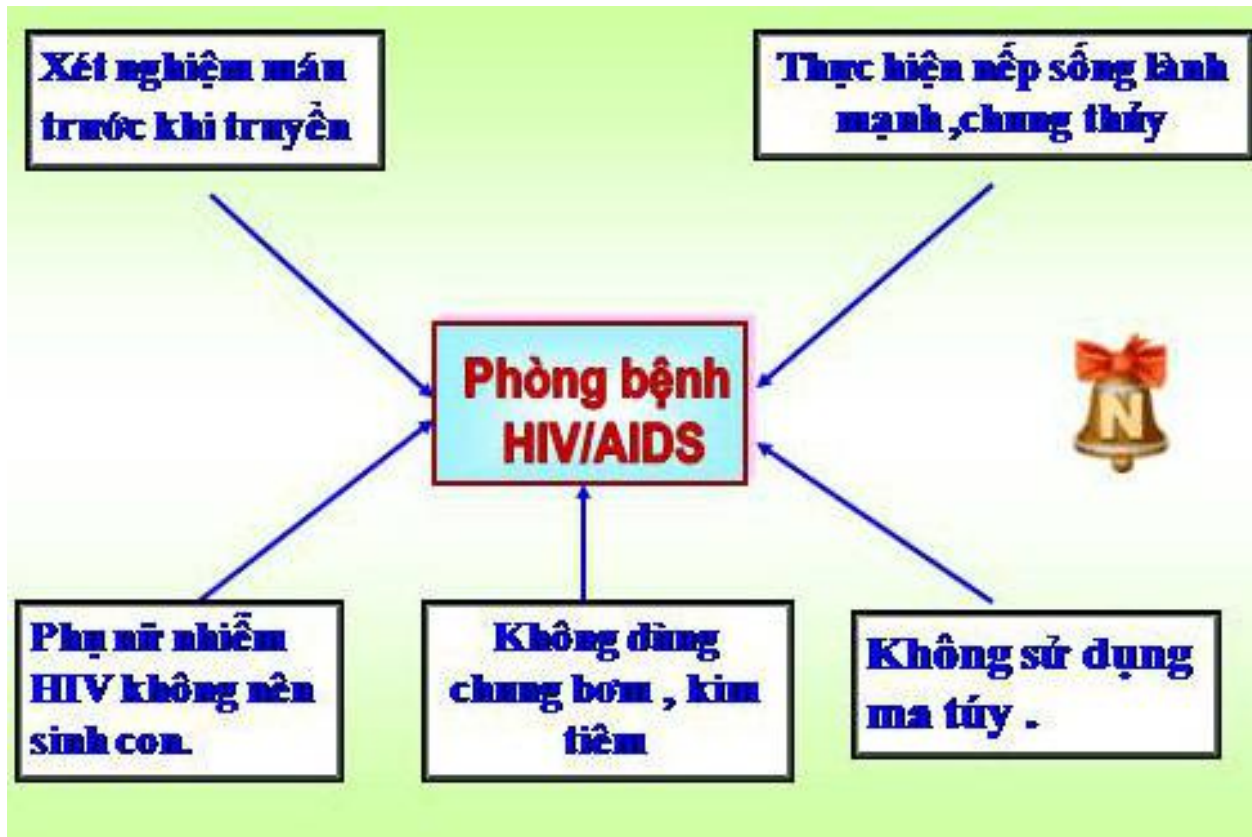 Xét nghiệm máu
trước khi truyền
Thực hiện nếp sống lành
mạnh ,chung thủy
Phòng bệnh
HIV/AIDS
N
Phụ nữ nhiễm
HIV không nên
sinh con.
Không dùng
chung bơm , kim
tiêm
Không sử dụng
ma túy .